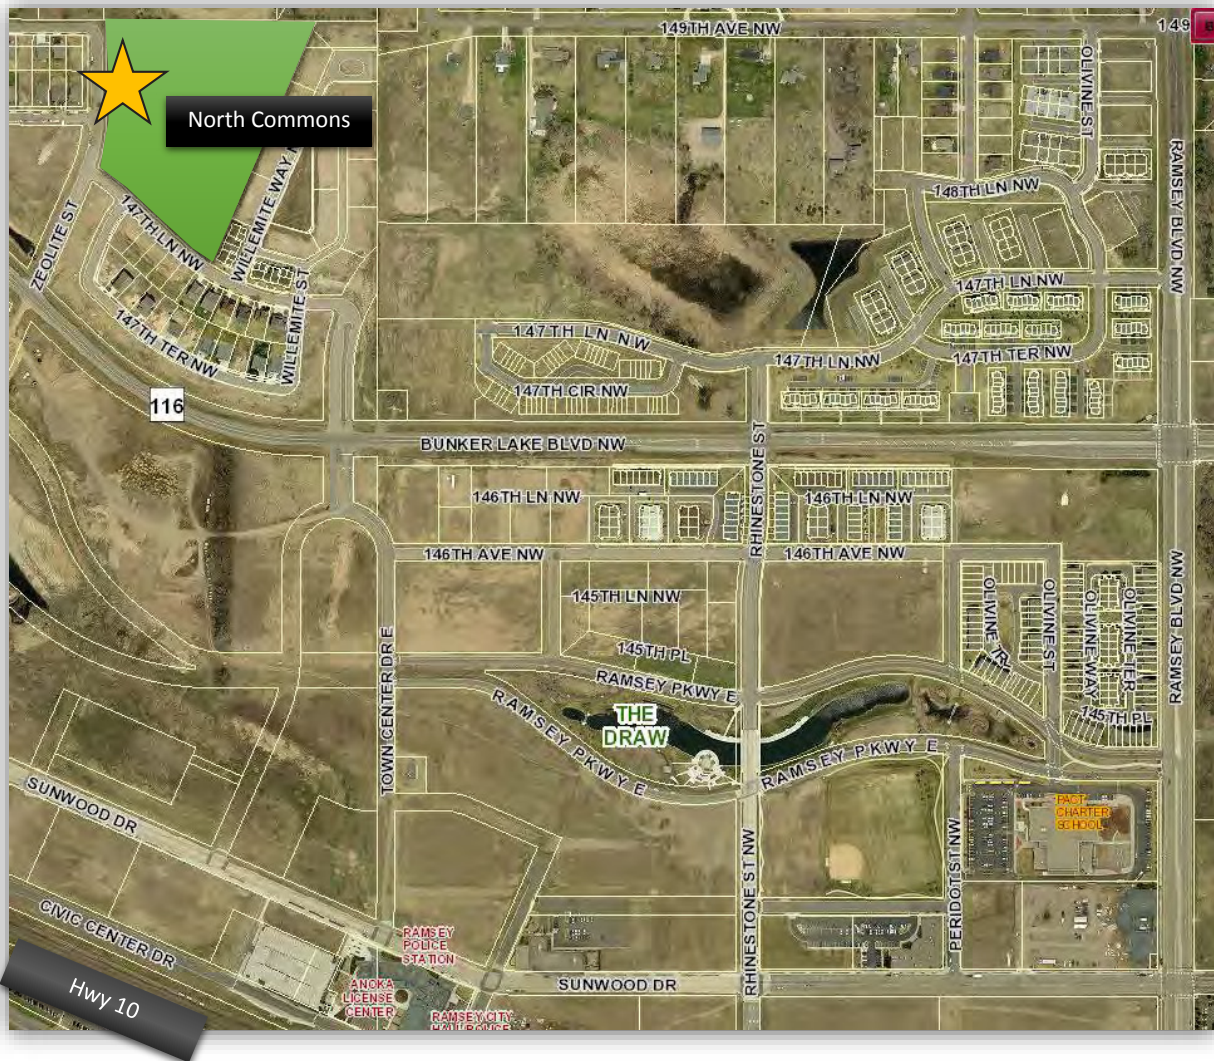 149TH AVE NW
149
OLIVINE ST
North Commons
WILLEMITE WAY
RAMSEY BLVD NW
148TH LN NW
ZEOLITE ST
147TH LN NW
WILLEMITE ST
147TH LN NW
147TH TER NW
147TH LN NW
147TH LN NW
147TH TER NW
147TH CIR NW
116
BUNKER LAKE BLVD NW
RHINESTONE ST
146TH LN NW
146TH LN NW
146TH AVE NW
146TH AVE NW
145TH LN NW
OLIVINE TRL
OLIVINE ST
OLIVINE WAY
OLIVINE TER
RAMSEY BLVD NW
145TH PL
RAMSEY PKWY E
TOWN CENTER DR E
RAMSEY PKWY E
THE
DRAW
145TH PL
RAMSEY PKWY E
SUNWOOD DR
PACT
CHARTER
SCHOOL
PERIDOT ST NW
RHINESTONE ST NW
CIVIC CENTER DR
RAMSEY
POLICE
STATION
Hwy 10
ANOKA
LICENSE
CENTER
SUNWOOD DR
RAMSEY CITY
HALL POLICE